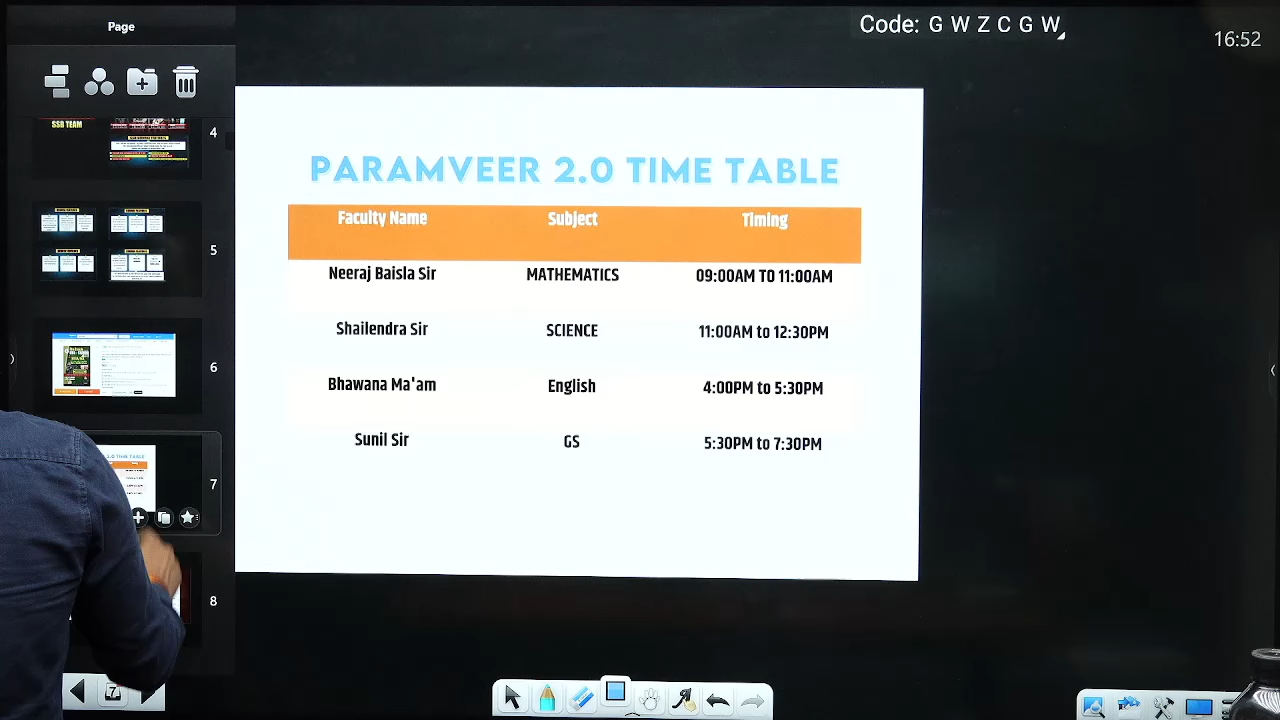 Page
Code: G W Z C G W
16:52
4
SSB TEAM
5
6
7
8
PARAMVEER 2.0 TIME TABLE
Faculty Name Subject Timing
Neeraj Baisla Sir MATHEMATICS 09:00AM TO 11:00AM
Shailendra Sir SCIENCE 11:00AM to 12:30PM
Bhawana Ma'am English 4:00PM to 5:30PM
Sunil Sir GS 5:30PM to 7:30PM
7